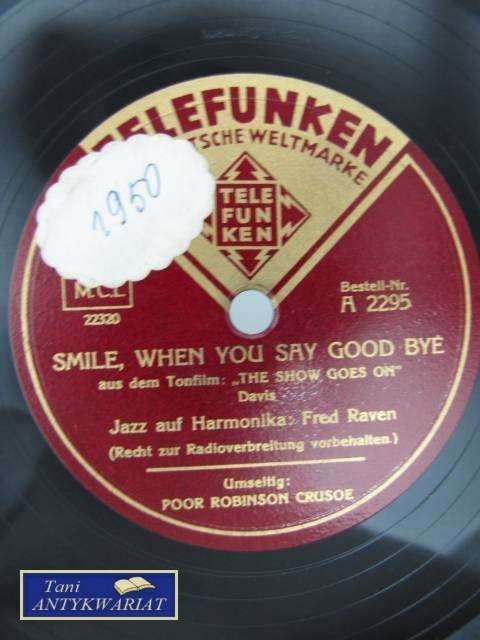 TELEFUNKEN
DEUTSCHE WELTMARKE
TELE
FUN
KEN
1950
M.C.L
22320
Bestell-Nr.
A 2295
SMILE, WHEN YOU SAY GOOD BYE
aus dem Tonfilm: „THE SHOW GOES ON"
Davis
Jazz auf Harmonika: Fred Raven
(Recht zur Radioverbreitung vorbehalten.)
Umseitig:
POOR ROBINSON CRUSOE
Tani
ANTYKWARIAT